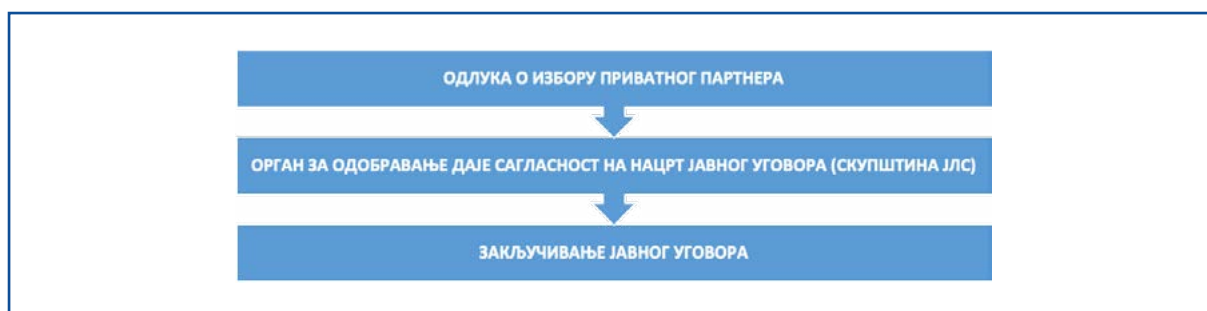 ОДЛУКА О ИЗБОРУ ПРИВАТНОГ ПАРТНЕРА
ОРГАН ЗА ОДОБРАВАЊЕ ДАЈЕ САГЛАСНОСТ НА НАЦРТ ЈАВНОГ УГОВОРА (СКУПШТИНА ЈЛС)
ЗАКЉУЧИВАЊЕ ЈАВНОГ УГОВОРА